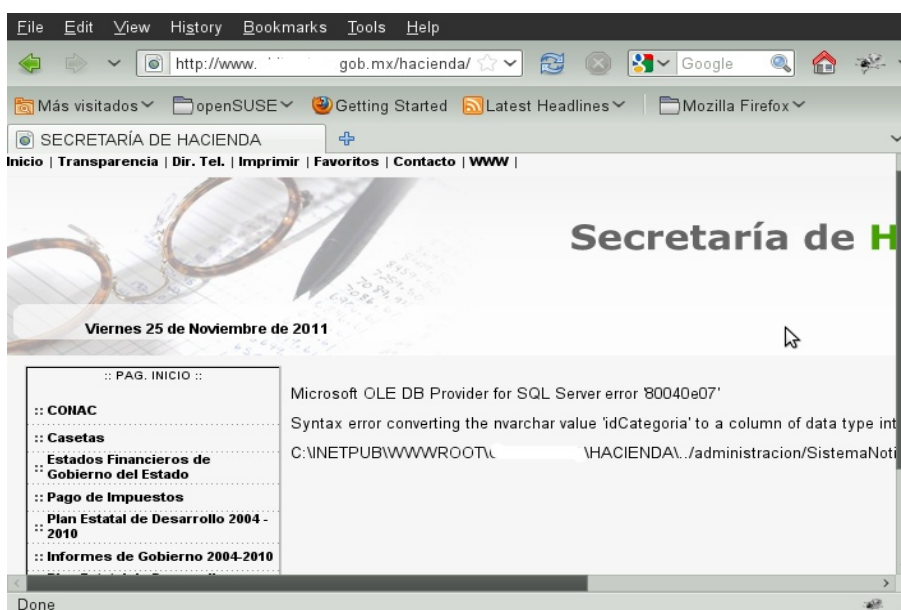 File Edit View History Bookmarks Tools Help
http://www. gob.mx/hacienda/ Google
Más visitados openSUSE Getting Started Latest Headlines Mozilla Firefox
SECRETARÍA DE HACIENDA
Inicio | Transparencia | Dir. Tel. | Imprimir | Favoritos | Contacto | WWW |
Secretaría de H
Viernes 25 de Noviembre de 2011
:: PAG. INICIO ::
:: CONAC
:: Casetas
:: Estados Financieros de
Gobierno del Estado
:: Pago de Impuestos
:: Plan Estatal de Desarrollo 2004 -
2010
:: Informes de Gobierno 2004-2010
Microsoft OLE DB Provider for SQL Server error '80040e07'
Syntax error converting the nvarchar value 'idCategoria' to a column of data type int
C:\INETPUB\WWWROOT\ \HACIENDA\../administracion/SistemaNoti
Done